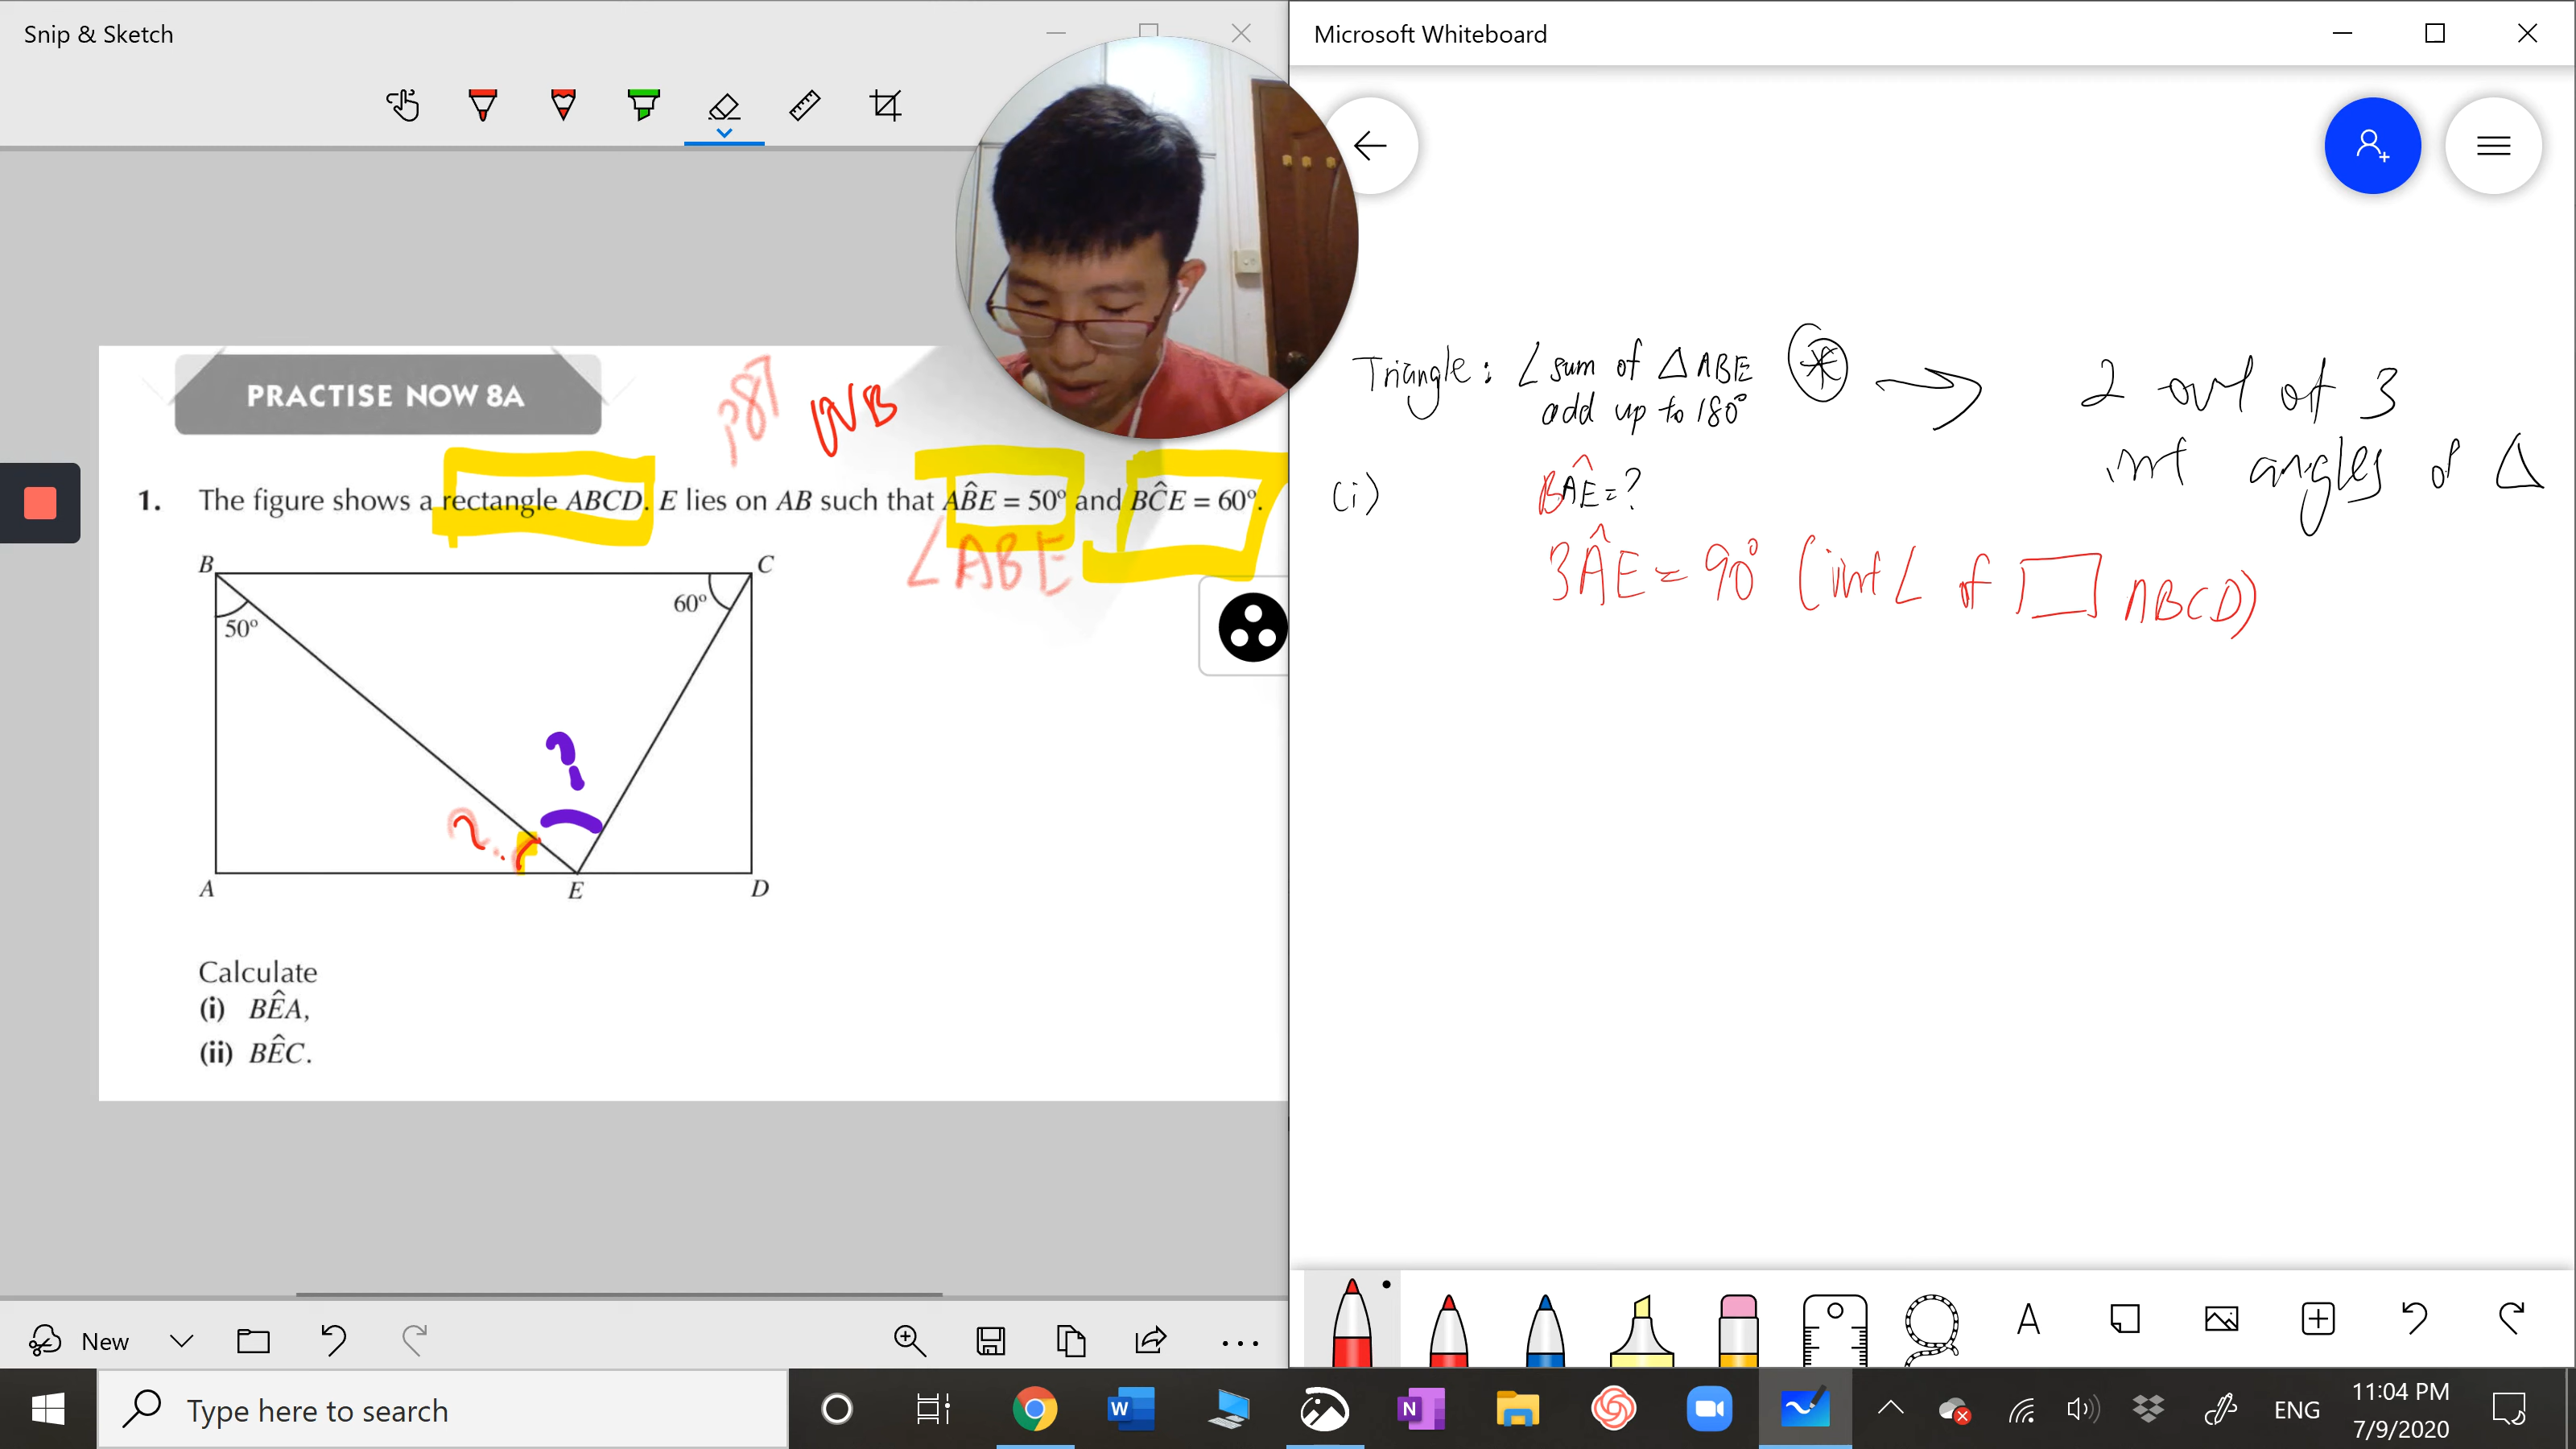 Snip & Sketch
PRACTISE NOW 8A
1. The figure shows a rectangle ABCD. E lies on AB such that AB̂E = 50° and BĈE = 60°.
∠ABE
B
C
50°
60°
?
?
A
E
D
Calculate
(i) BÊA,
(ii) BÊC.
New
Microsoft Whiteboard
Triangle: ∠ sum of △ABE
add up to 180°
2 out of 3
int angles of △
(i) BÂE = ?
BÂE = 90° (int ∠ of □ ABCD)
A
Type here to search
W
N
ENG
11:04 PM
7/9/2020